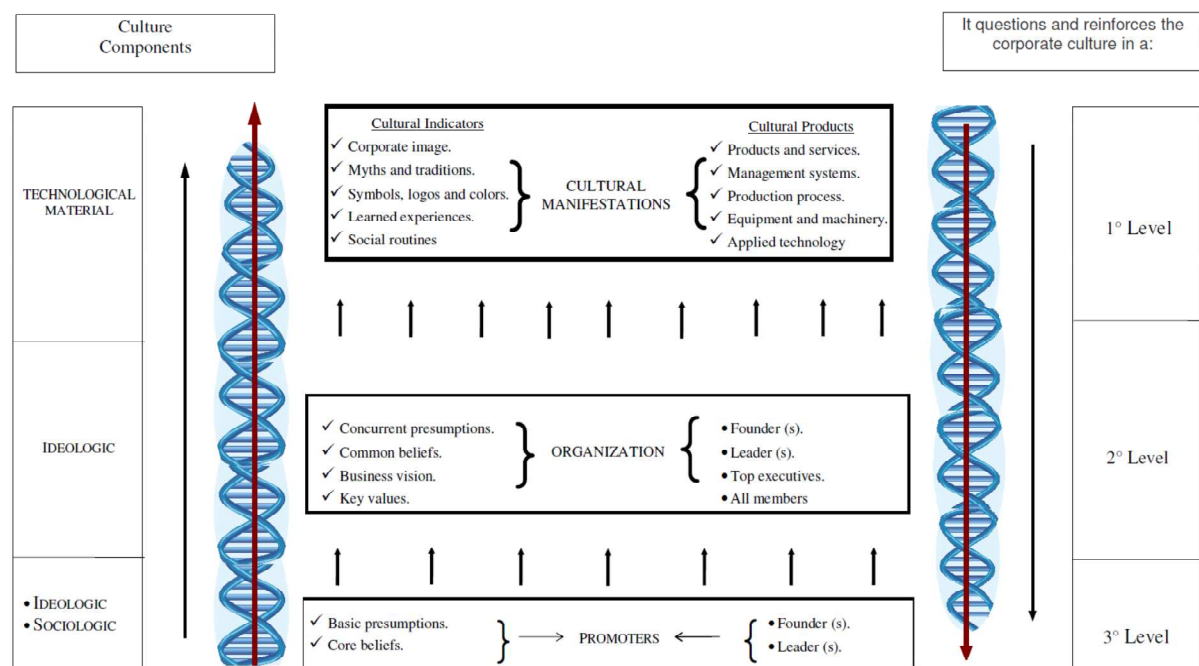 Culture
Components
It questions and reinforces the
corporate culture in a:
TECHNOLOGICAL
MATERIAL
Cultural Indicators
✓ Corporate image.
✓ Myths and traditions.
✓ Symbols, logos and colors.
✓ Learned experiences.
✓ Social routines
CULTURAL
MANIFESTATIONS
Cultural Products
✓ Products and services.
✓ Management systems.
✓ Production process.
✓ Equipment and machinery.
✓ Applied technology
1° Level
IDEOLOGIC
✓ Concurrent presumptions.
✓ Common beliefs.
✓ Business vision.
✓ Key values.
ORGANIZATION
• Founder (s).
• Leader (s).
• Top executives.
• All members
2° Level
• IDEOLOGIC
• SOCIOLOGIC
✓ Basic presumptions.
✓ Core beliefs.
PROMOTERS
• Founder (s).
• Leader (s).
3° Level